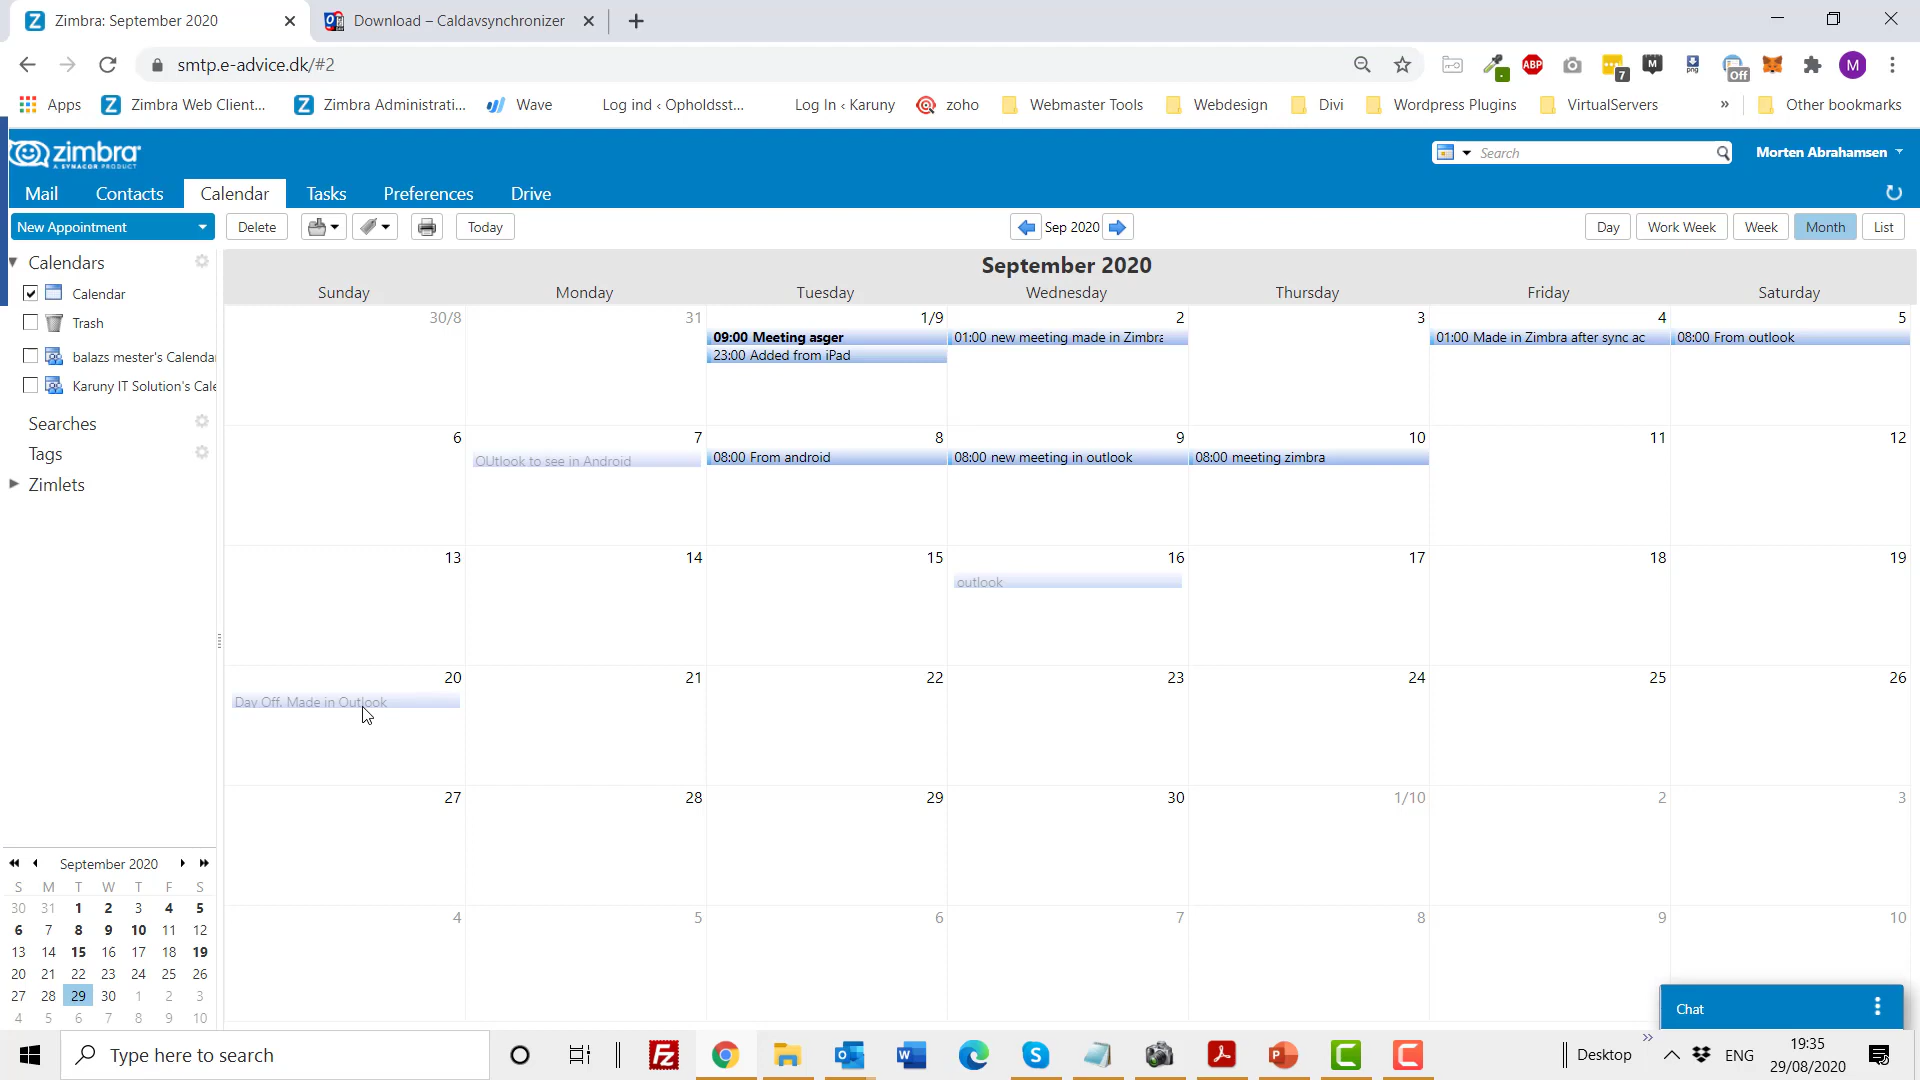 Zimbra: September 2020
Download – Caldavsynchronizer
smtp.e-advice.dk/#2
ABP
7
M
png
Off
M
Apps
Zimbra Web Client...
Zimbra Administrati...
Wave
Log ind ‹ Opholdsst...
Log In ‹ Karuny
zoho
Webmaster Tools
Webdesign
Divi
Wordpress Plugins
VirtualServers
»
Other bookmarks
zimbra
A SYNACOR PRODUCT
Search
Morten Abrahamsen
Mail
Contacts
Calendar
Tasks
Preferences
Drive
New Appointment
Delete
Today
Sep 2020
Day
Work Week
Week
Month
List
Calendars
Calendar
Trash
balazs mester's Calenda
Karuny IT Solution's Cale
Searches
Tags
Zimlets
September 2020
Sunday Monday Tuesday Wednesday Thursday Friday Saturday
30/8 31 1/9 2 3 4 5
09:00 Meeting asger
01:00 new meeting made in Zimbra
01:00 Made in Zimbra after sync ac
08:00 From outlook
23:00 Added from iPad
6 7 8 9 10 11 12
OUtlook to see in Android
08:00 From android
08:00 new meeting in outlook
08:00 meeting zimbra
13 14 15 16 17 18 19
outlook
20 21 22 23 24 25 26
Day Off. Made in Outlook
27 28 29 30 1/10 2 3
4 5 6 7 8 9 10
September 2020
S M T W T F S
30 31 1 2 3 4 5
6 7 8 9 10 11 12
13 14 15 16 17 18 19
20 21 22 23 24 25 26
27 28 29 30 1 2 3
4 5 6 7 8 9 10
Chat
Type here to search
Desktop
»
ENG
19:35
29/08/2020